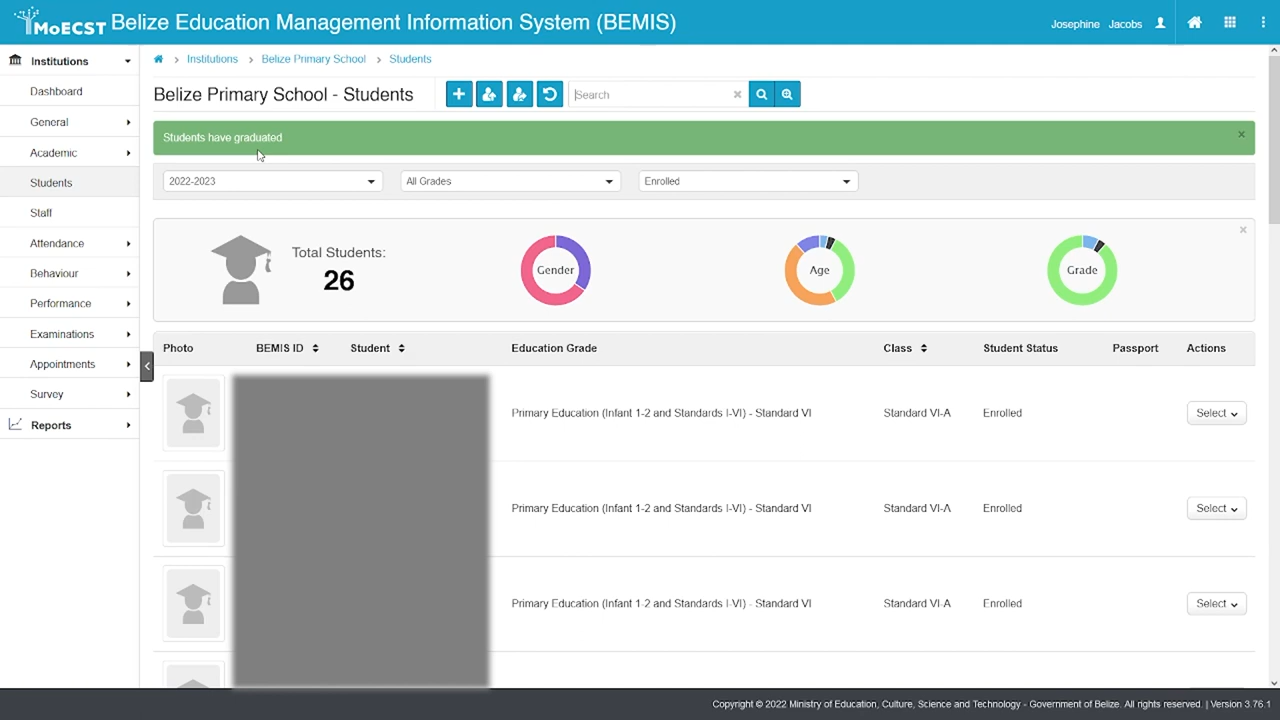 MoECST Belize Education Management Information System (BEMIS)
Josephine Jacobs
Institutions
Dashboard
General
Academic
Students
Staff
Attendance
Behaviour
Performance
Examinations
Appointments
Survey
Reports
Institutions > Belize Primary School > Students
Belize Primary School - Students
Search
Students have graduated
2022-2023
All Grades
Enrolled
Total Students:
26
Gender
Age
Grade
Photo BEMIS ID Student Education Grade Class Student Status Passport Actions
Primary Education (Infant 1-2 and Standards I-VI) - Standard VI Standard VI-A Enrolled Select
Primary Education (Infant 1-2 and Standards I-VI) - Standard VI Standard VI-A Enrolled Select
Primary Education (Infant 1-2 and Standards I-VI) - Standard VI Standard VI-A Enrolled Select
Copyright © 2022 Ministry of Education, Culture, Science and Technology - Government of Belize. All rights reserved. | Version 3.76.1